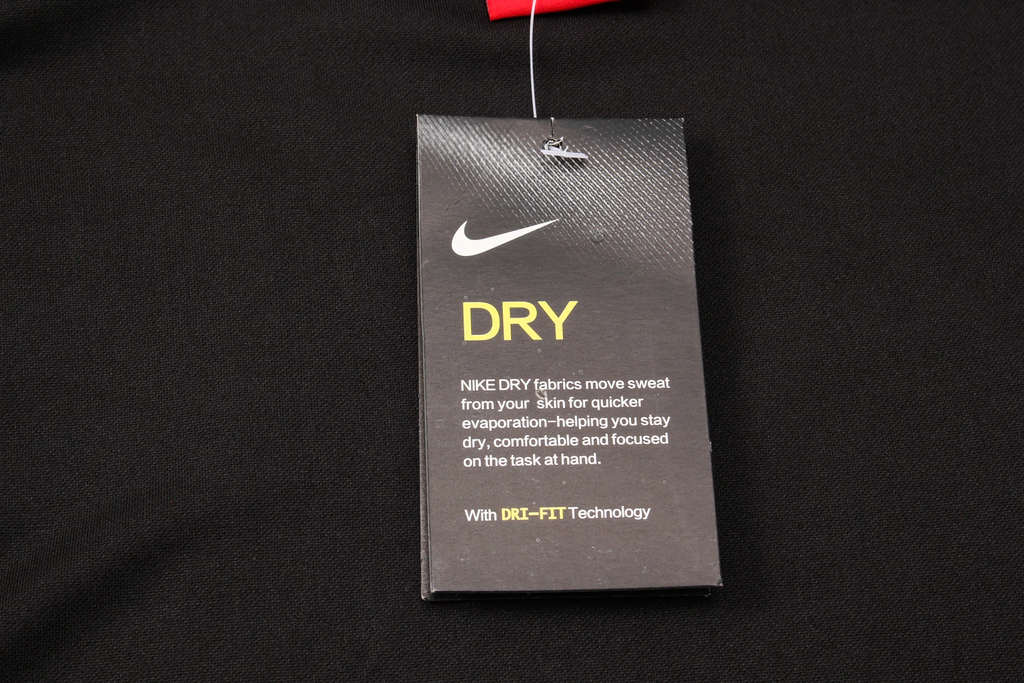 DRY
NIKE DRY fabrics move sweat
from your skin for quicker
evaporation—helping you stay
dry, comfortable and focused
on the task at hand.
With DRI-FIT Technology